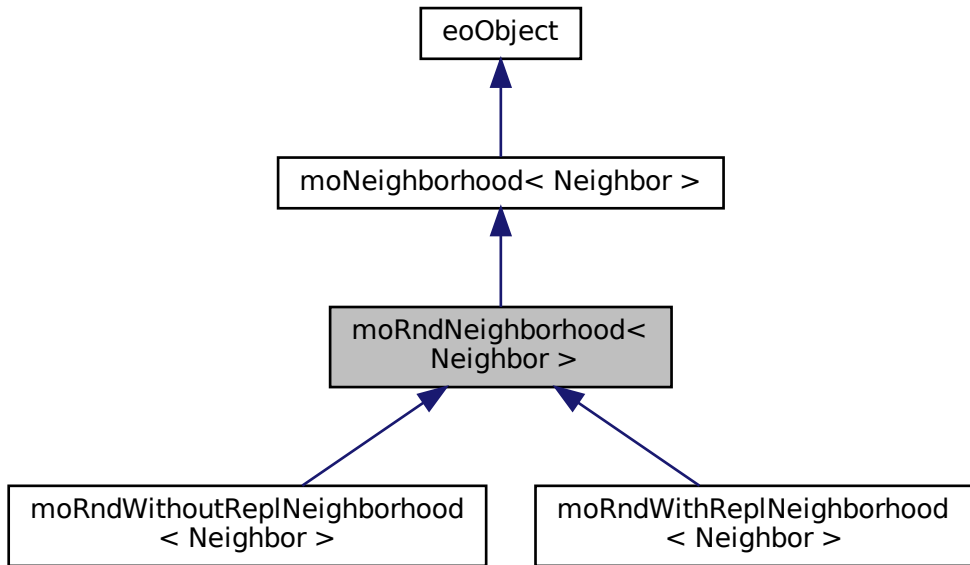 eoObject
moNeighborhood< Neighbor >
moRndNeighborhood<
Neighbor >
moRndWithoutReplNeighborhood
< Neighbor >
moRndWithReplNeighborhood
< Neighbor >